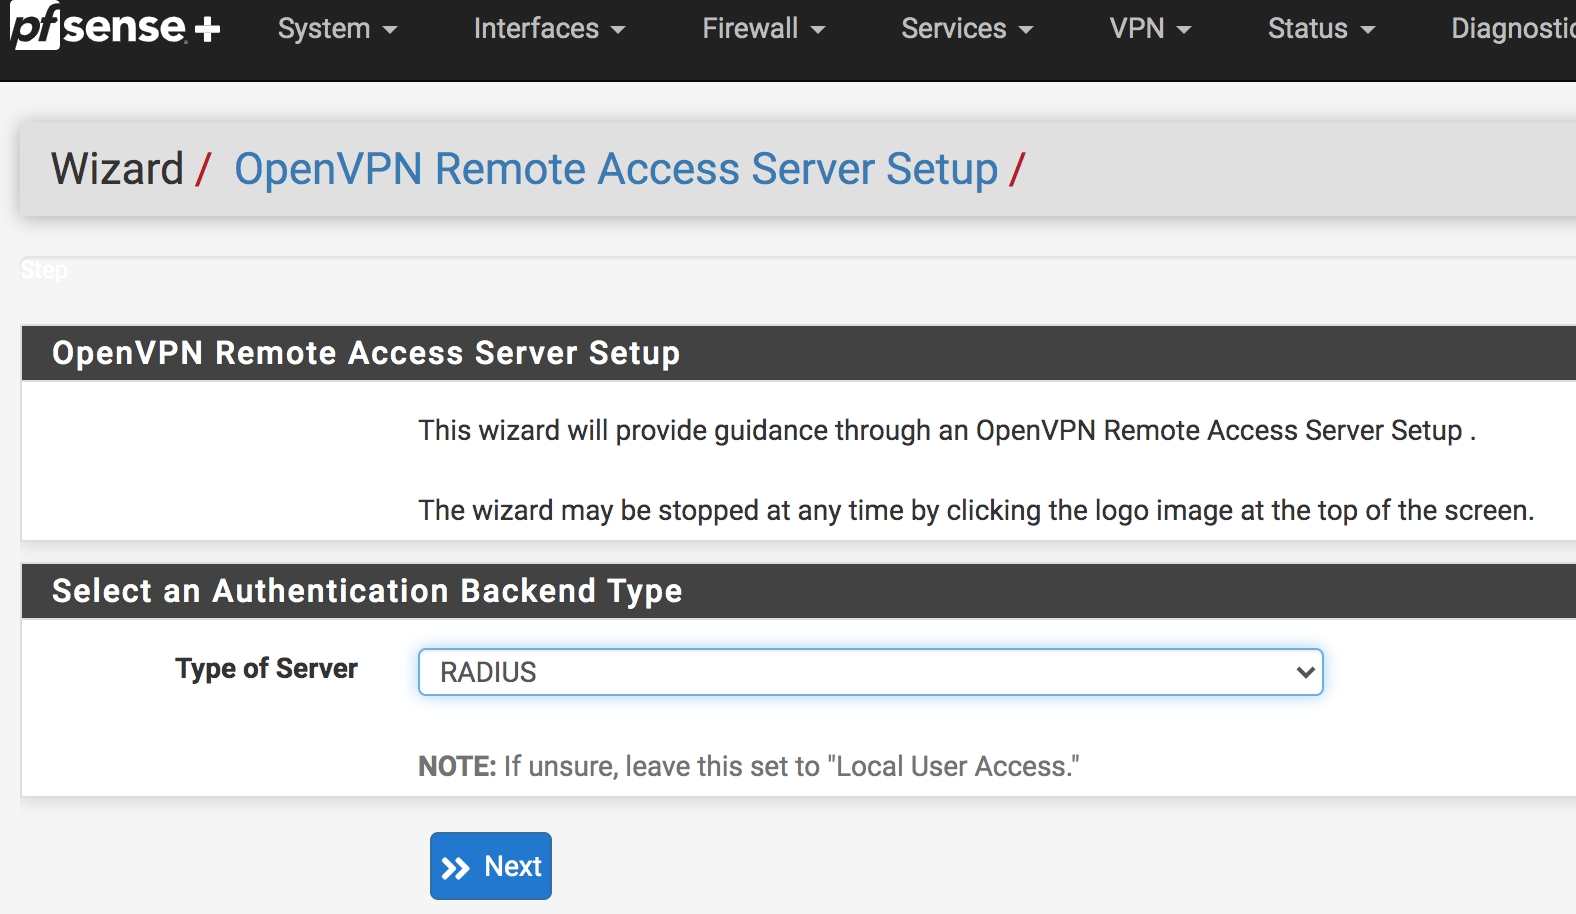 pfsense+ System Interfaces Firewall Services VPN Status Diagnostic
Wizard / OpenVPN Remote Access Server Setup /
Step
OpenVPN Remote Access Server Setup
This wizard will provide guidance through an OpenVPN Remote Access Server Setup .
The wizard may be stopped at any time by clicking the logo image at the top of the screen.
Select an Authentication Backend Type
Type of Server RADIUS
NOTE: If unsure, leave this set to "Local User Access."
Next